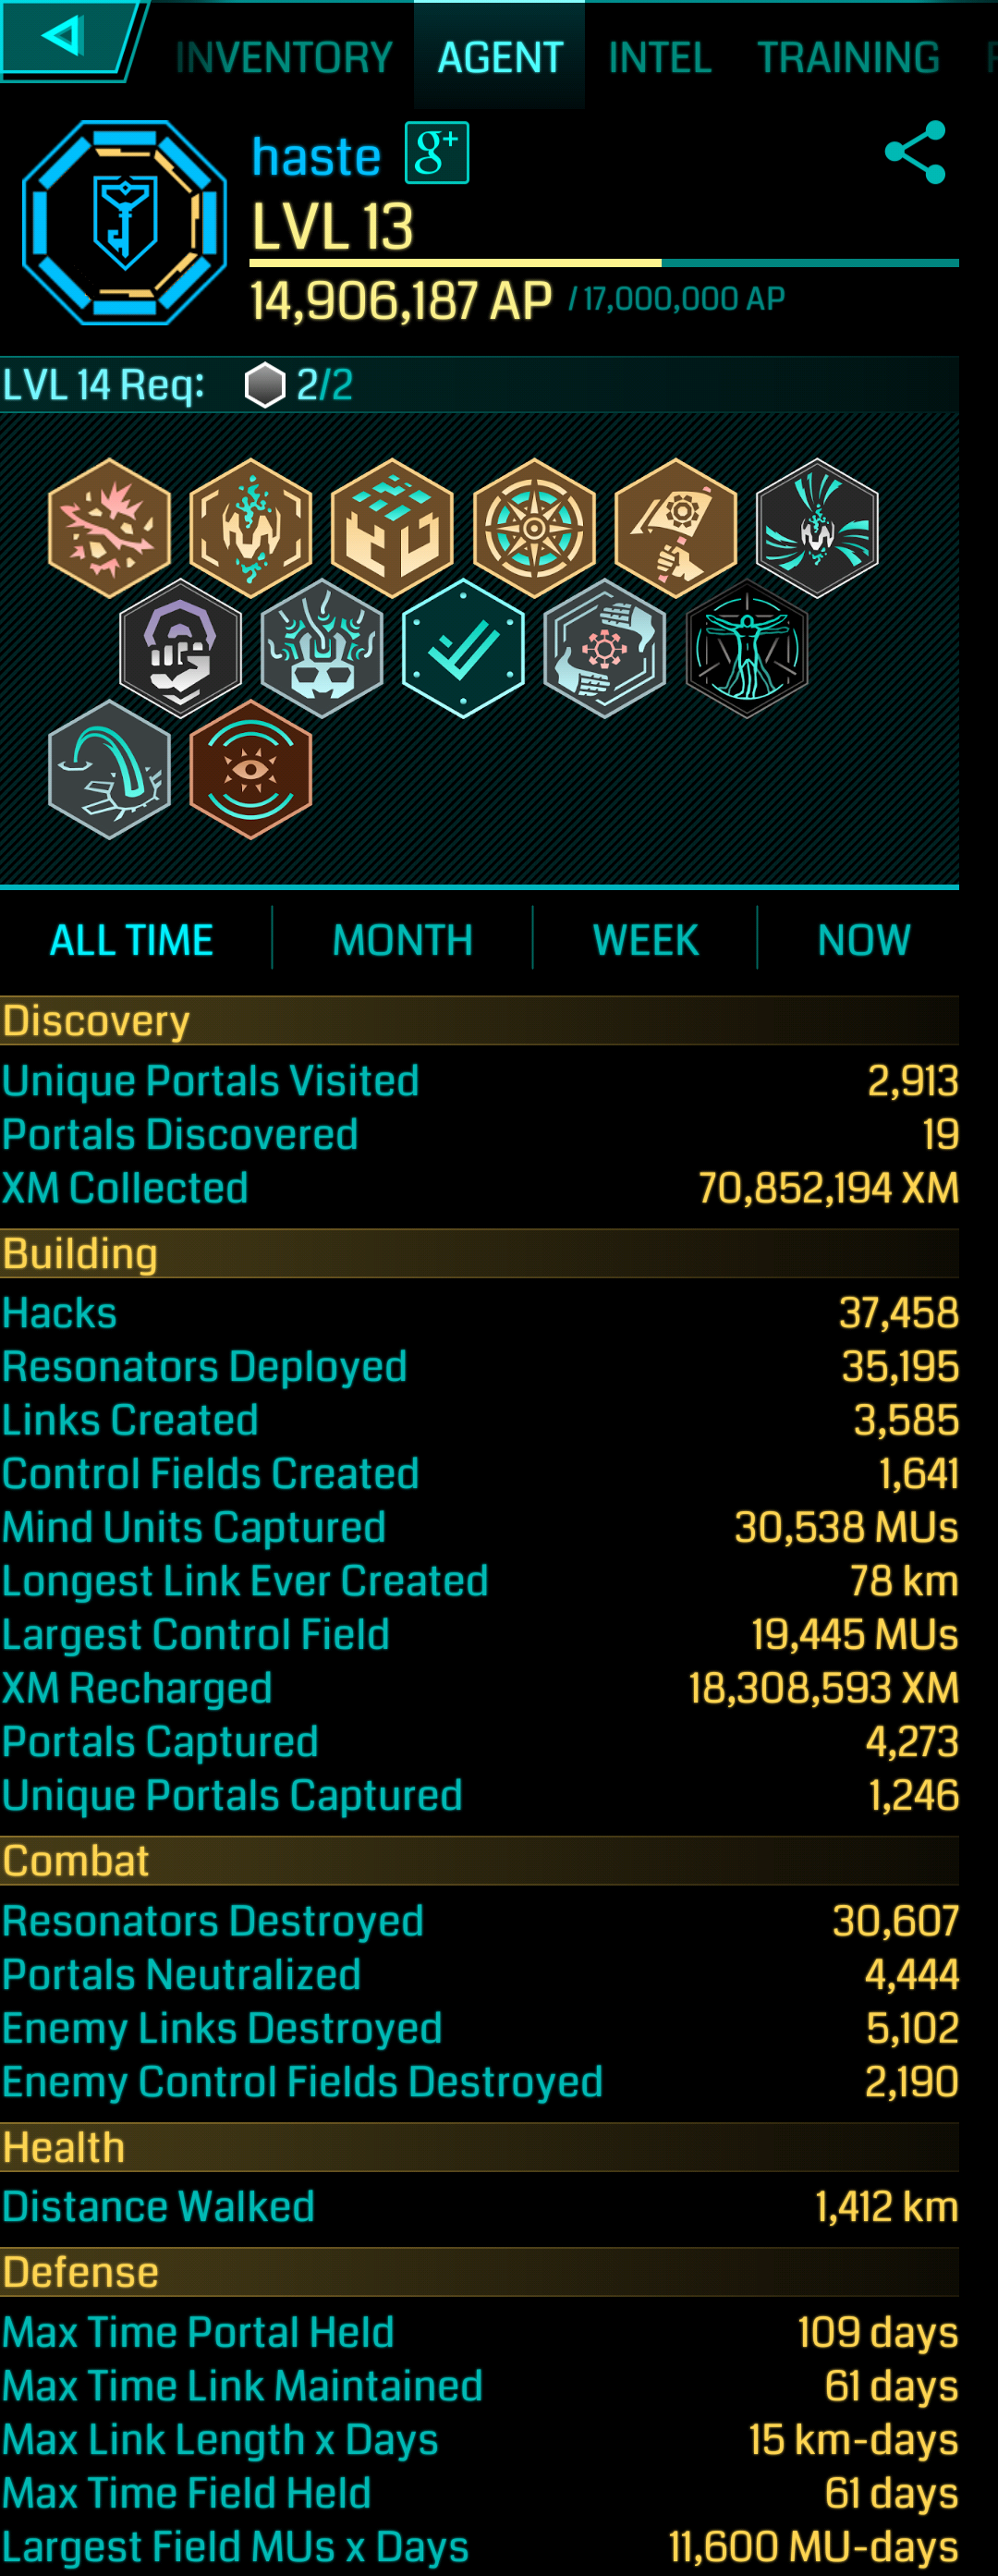 INVENTORY AGENT INTEL TRAINING
haste g+
LVL 13
14,906,187 AP / 17,000,000 AP
LVL 14 Req: 2/2
ALL TIME MONTH WEEK NOW
Discovery
Unique Portals Visited 2,913
Portals Discovered 19
XM Collected 70,852,194 XM
Building
Hacks 37,458
Resonators Deployed 35,195
Links Created 3,585
Control Fields Created 1,641
Mind Units Captured 30,538 MUs
Longest Link Ever Created 78 km
Largest Control Field 19,445 MUs
XM Recharged 18,308,593 XM
Portals Captured 4,273
Unique Portals Captured 1,246
Combat
Resonators Destroyed 30,607
Portals Neutralized 4,444
Enemy Links Destroyed 5,102
Enemy Control Fields Destroyed 2,190
Health
Distance Walked 1,412 km
Defense
Max Time Portal Held 109 days
Max Time Link Maintained 61 days
Max Link Length x Days 15 km-days
Max Time Field Held 61 days
Largest Field MUs x Days 11,600 MU-days